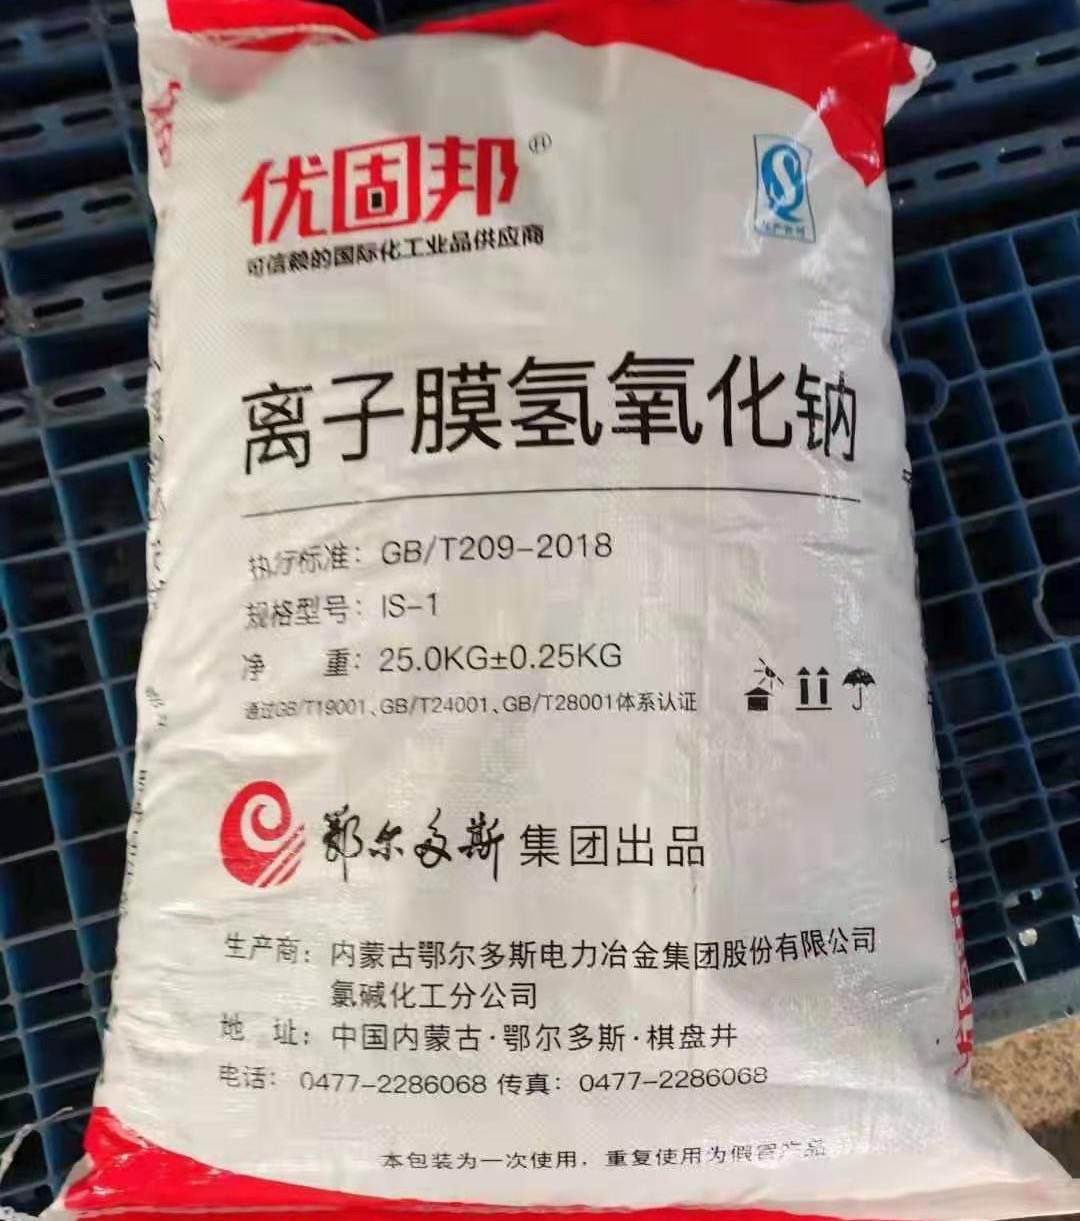 优固邦®
可信赖的国际化工业品供应商
离子膜氢氧化钠
执行标准：GB/T209-2018
规格型号：IS-1
净 重：25.0KG±0.25KG
通过GB/T19001、GB/T24001、GB/T28001体系认证
鄂尔多斯集团出品
生产商：内蒙古鄂尔多斯电力冶金集团股份有限公司
氯碱化工分公司
地 址：中国内蒙古·鄂尔多斯·棋盘井
电话：0477-2286068 传真：0477-2286068
本包装为一次使用，重复使用为假冒产品